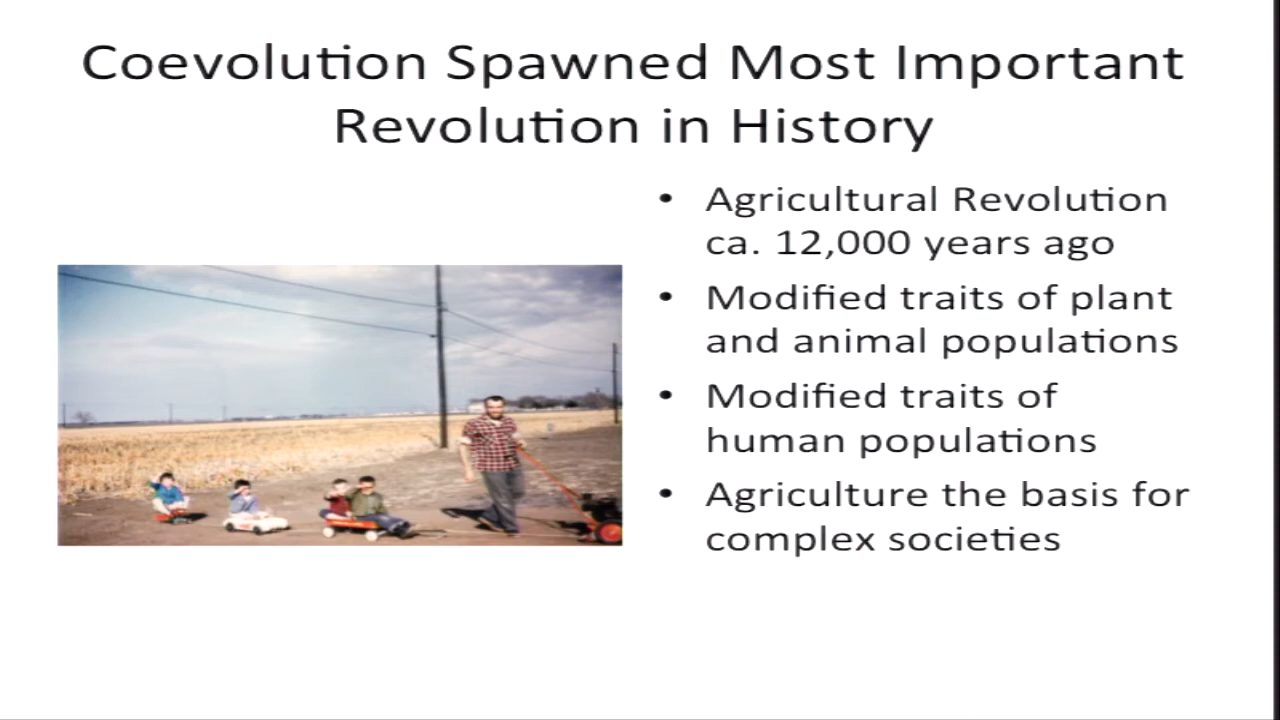 Coevolution Spawned Most Important
Revolution in History
• Agricultural Revolution
ca. 12,000 years ago
• Modified traits of plant
and animal populations
• Modified traits of
human populations
• Agriculture the basis for
complex societies